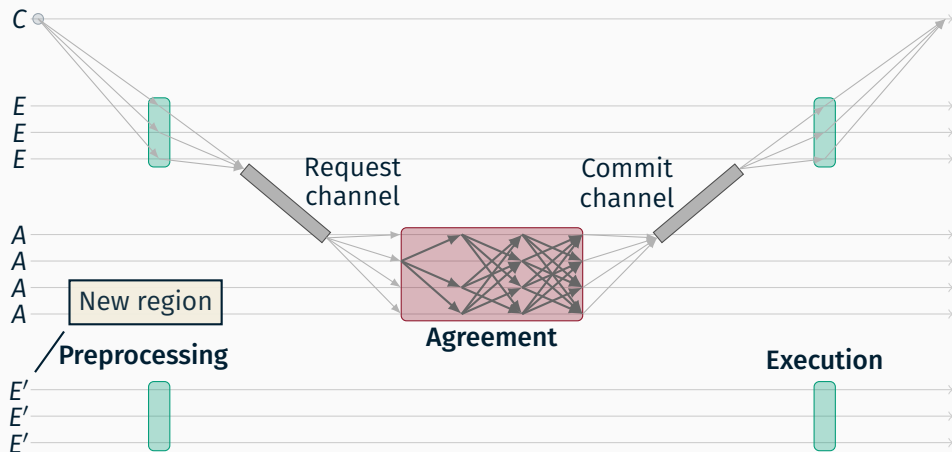 C
E
E
E
Request
channel
Commit
channel
A
A
A
A
New region
Agreement
Preprocessing
Execution
E′
E′
E′